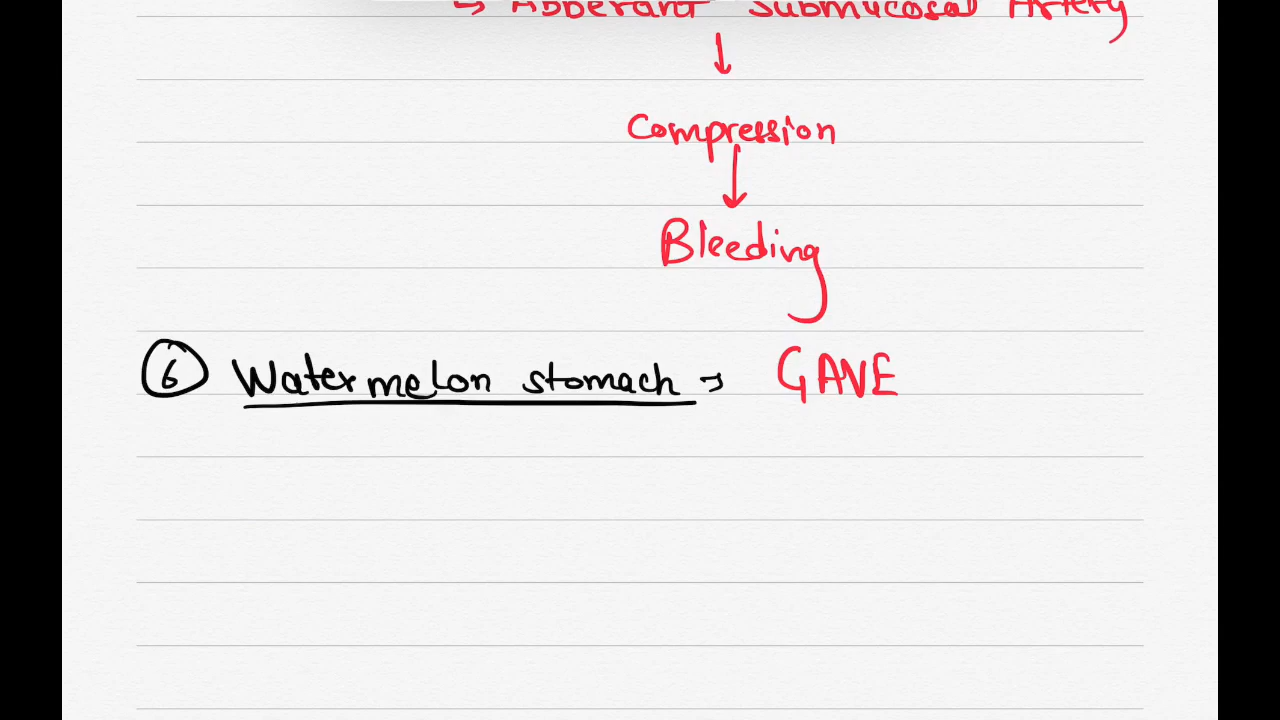 ↳ Abberant submucosal Artery
↓
Compression
↓
Bleeding
⑥ Watermelon stomach → GAVE